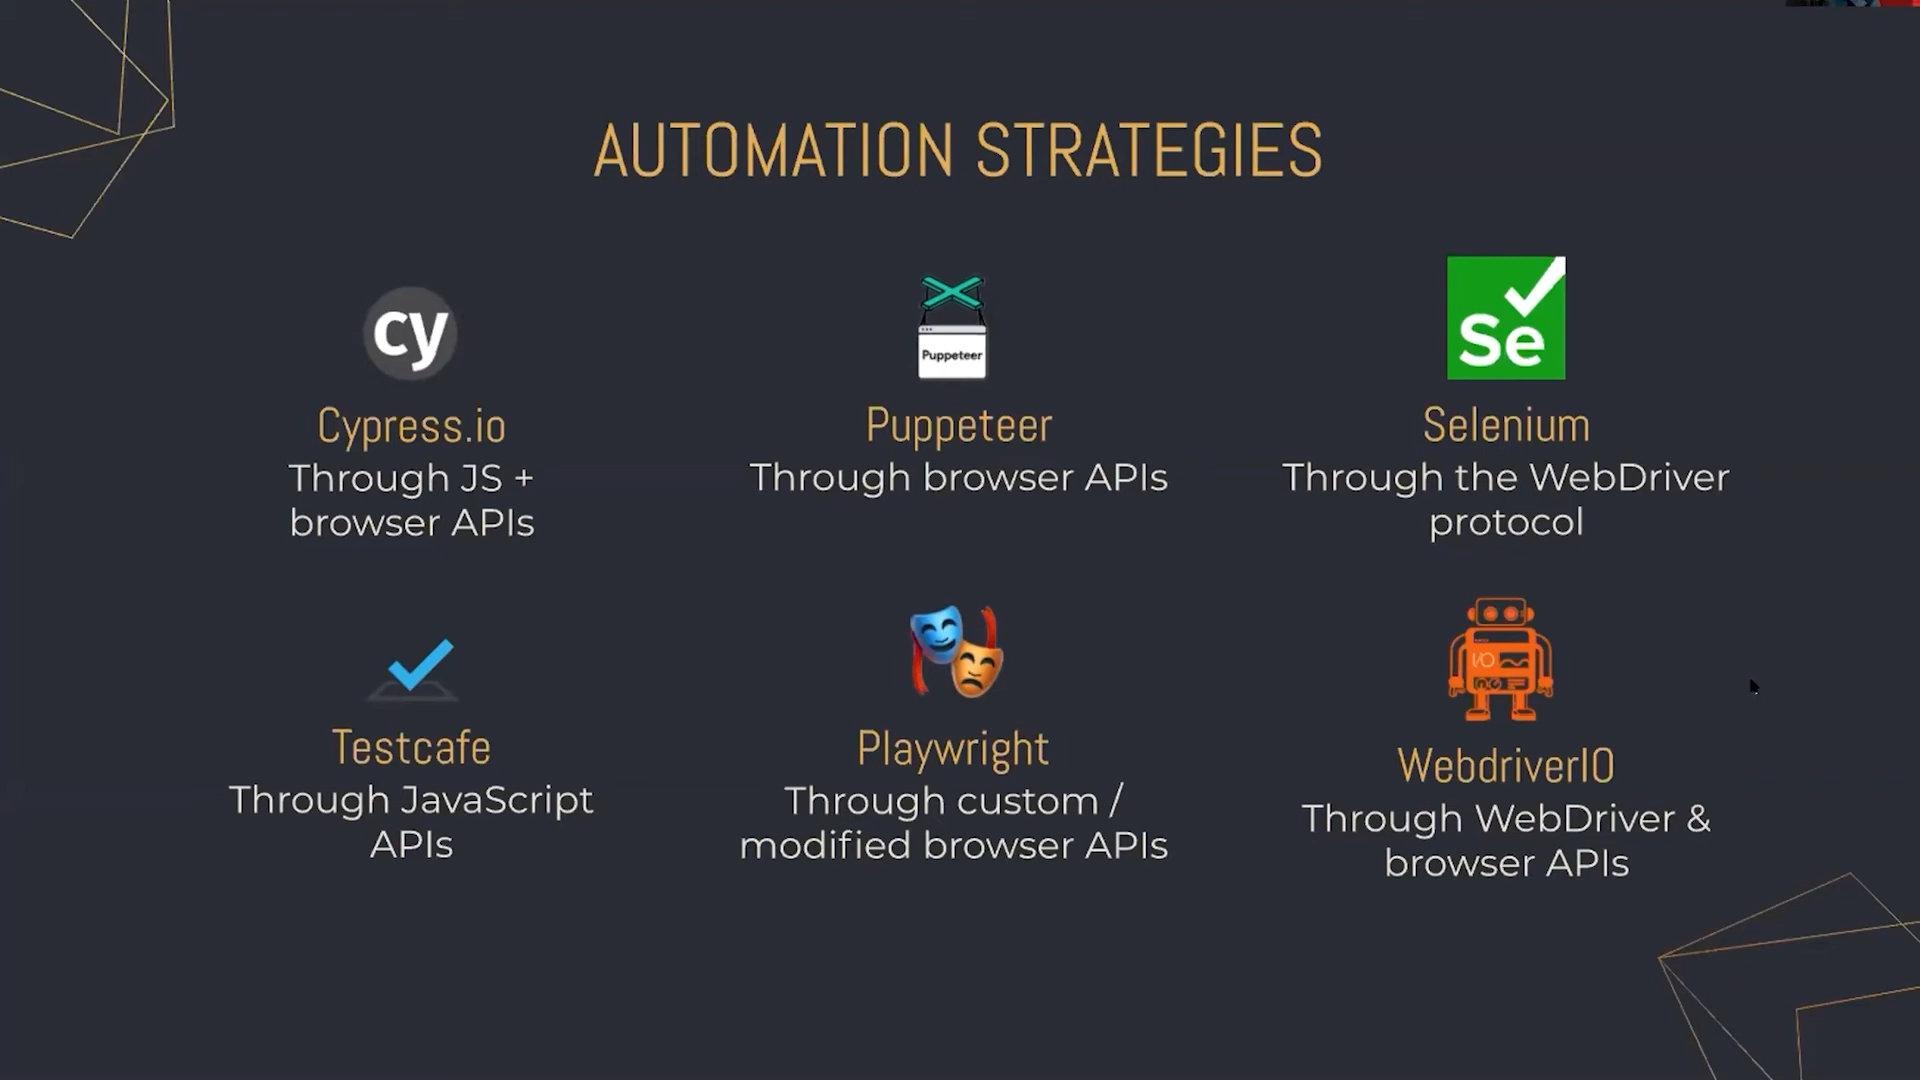 AUTOMATION STRATEGIES
cy
Cypress.io
Through JS +
browser APIs
Puppeteer
Puppeteer
Through browser APIs
Se
Selenium
Through the WebDriver
protocol
Testcafe
Through JavaScript
APIs
Playwright
Through custom /
modified browser APIs
I/O
WebdriverIO
Through WebDriver &
browser APIs